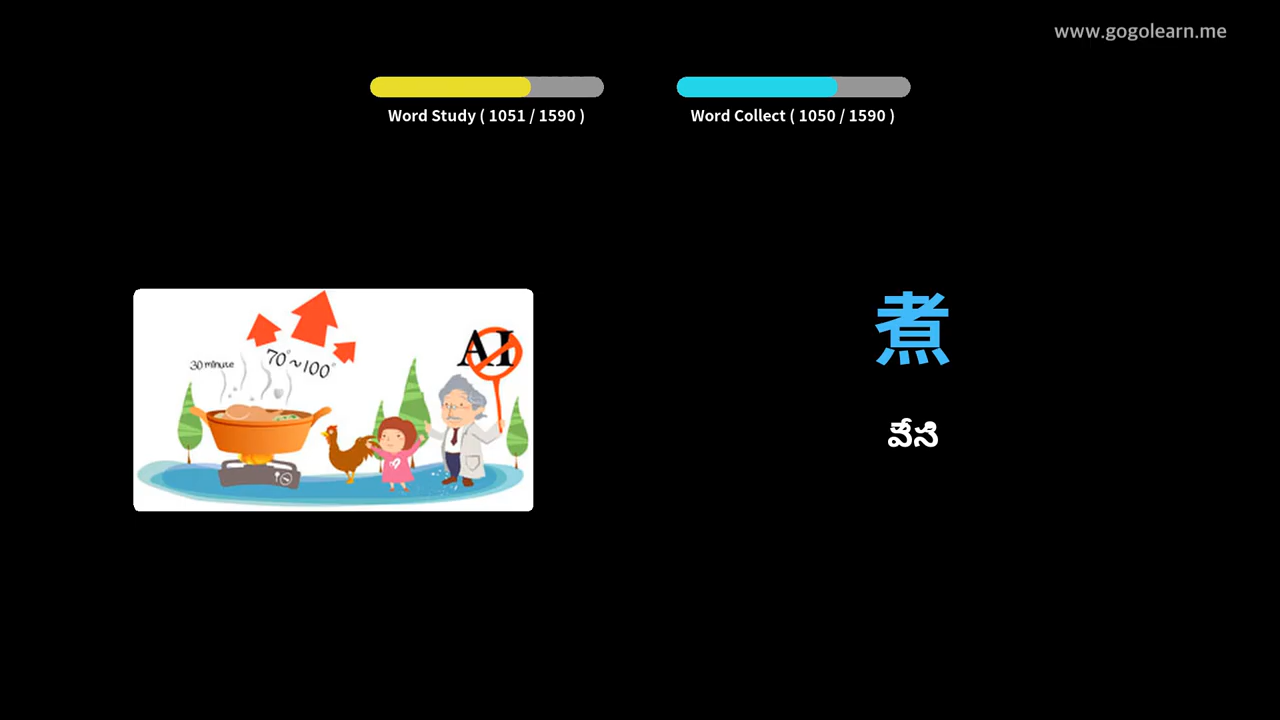 www.gogolearn.me
Word Study ( 1051 / 1590 )
Word Collect ( 1050 / 1590 )
30 minute
70°~100°
AI
煮
వేసి